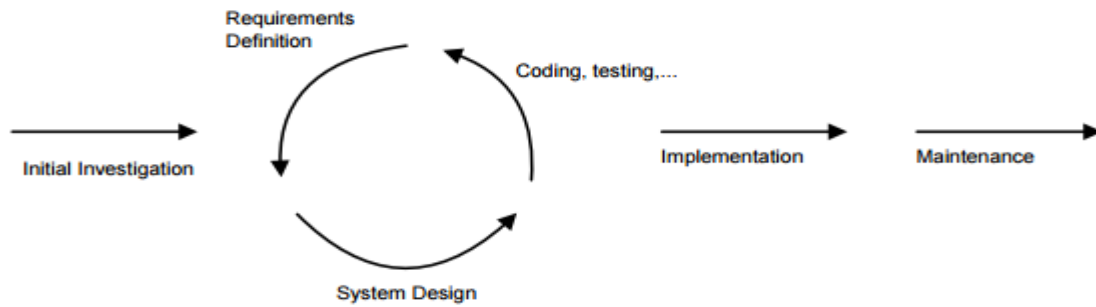 Requirements
Definition
Coding, testing,...
Initial Investigation
Implementation
Maintenance
System Design